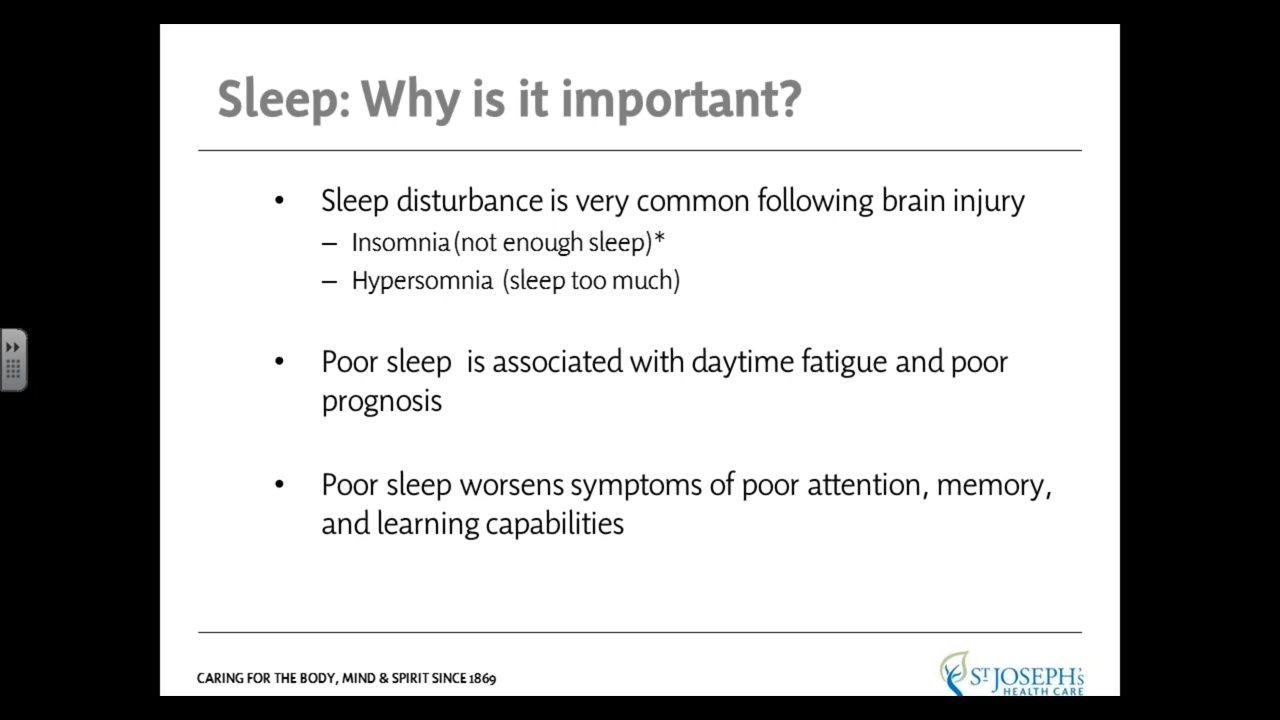 Sleep: Why is it important?
• Sleep disturbance is very common following brain injury
– Insomnia (not enough sleep)*
– Hypersomnia (sleep too much)
• Poor sleep is associated with daytime fatigue and poor
prognosis
• Poor sleep worsens symptoms of poor attention, memory,
and learning capabilities
CARING FOR THE BODY, MIND & SPIRIT SINCE 1869
ST JOSEPH'S
HEALTH CARE